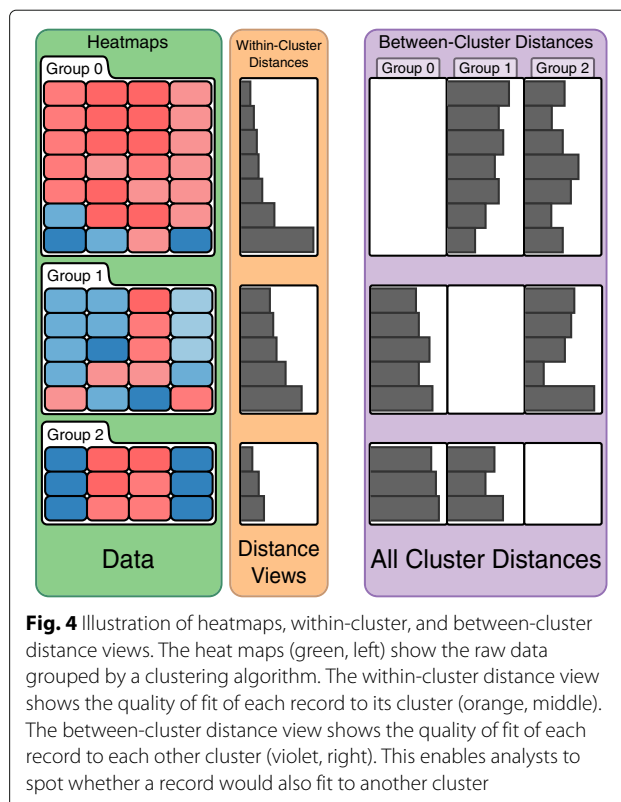 Heatmaps
Within-Cluster
Distances
Between-Cluster Distances
Group 0
Group 1
Group 2
Group 0
Group 1
Group 2
Data
Distance
Views
All Cluster Distances
Fig. 4 Illustration of heatmaps, within-cluster, and between-cluster
distance views. The heat maps (green, left) show the raw data
grouped by a clustering algorithm. The within-cluster distance view
shows the quality of fit of each record to its cluster (orange, middle).
The between-cluster distance view shows the quality of fit of each
record to each other cluster (violet, right). This enables analysts to
spot whether a record would also fit to another cluster